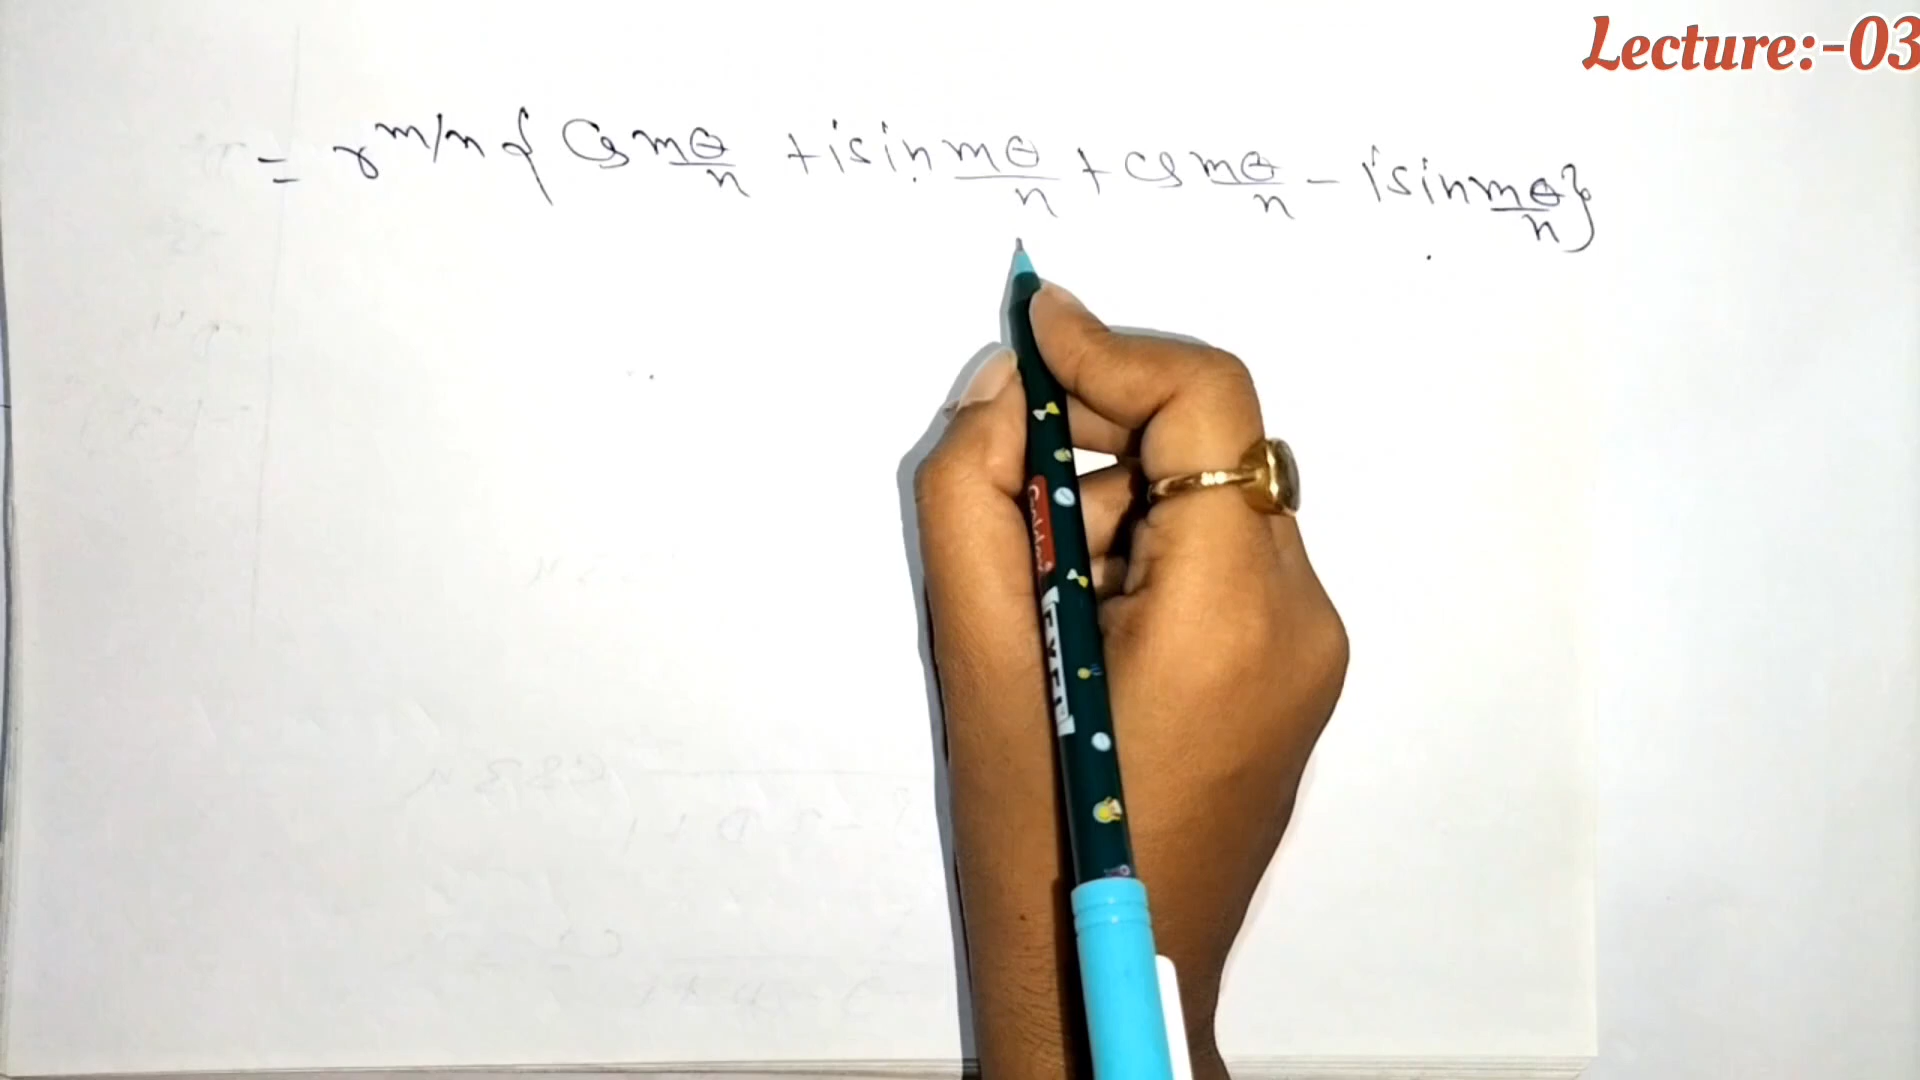 Lecture:-03
= r^{m/n} { Cos mθ/n + i sin mθ/n + Cos mθ/n - i sin mθ/n }